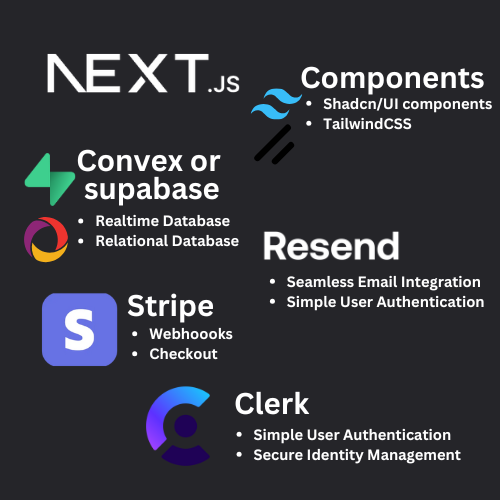 NEXT.JS
Components
• Shadcn/UI components
• TailwindCSS
Convex or
supabase
• Realtime Database
• Relational Database
Resend
• Seamless Email Integration
• Simple User Authentication
S
Stripe
• Webhoooks
• Checkout
Clerk
• Simple User Authentication
• Secure Identity Management